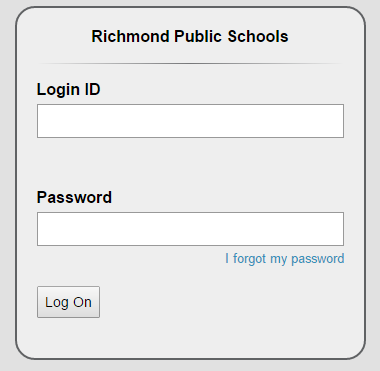 Richmond Public Schools
Login ID
Password
I forgot my password
Log On